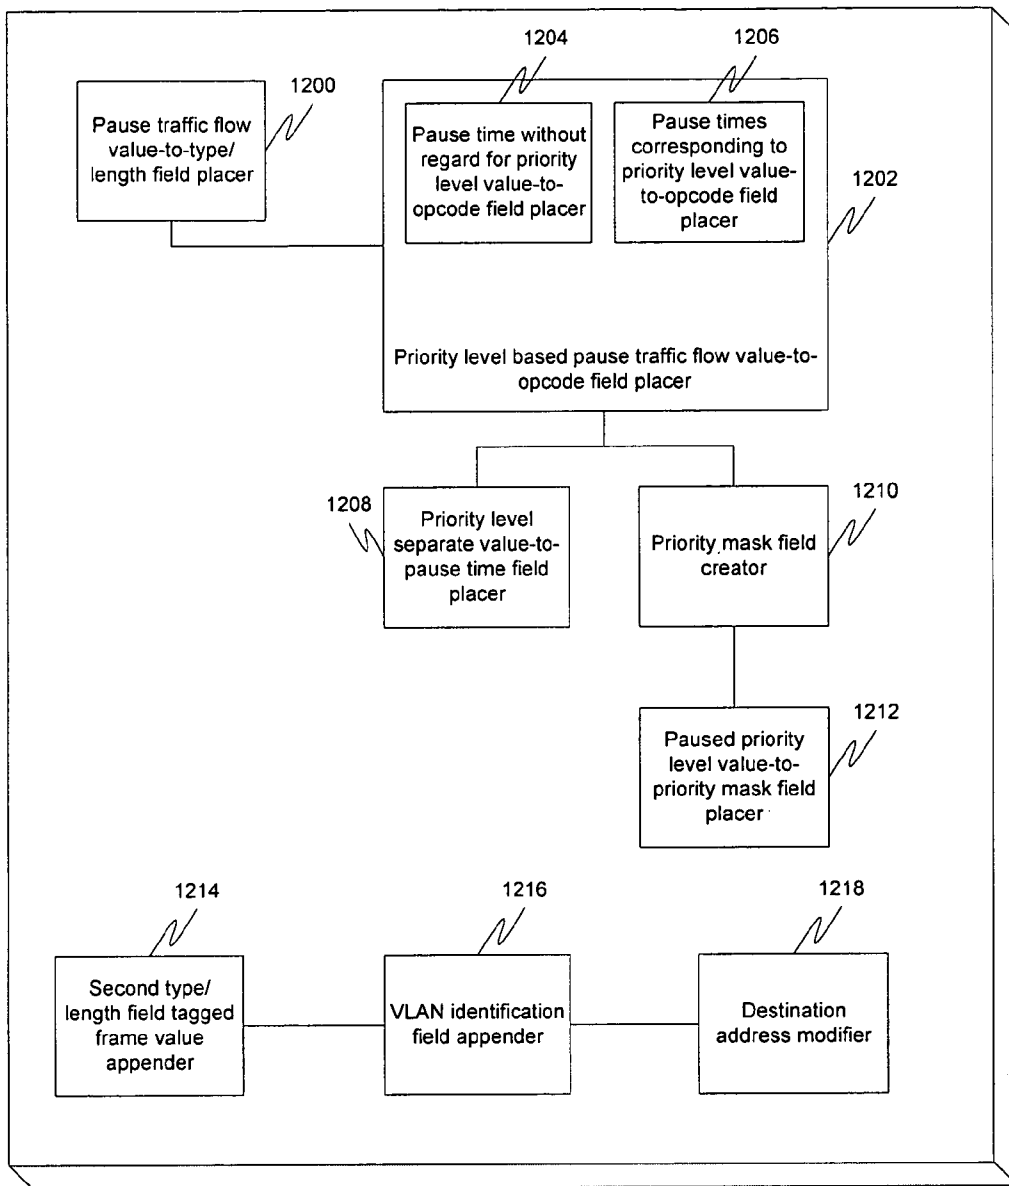 1204
1206
1200
Pause traffic flow
value-to-type/
length field placer
Pause time without
regard for priority
level value-to-
opcode field placer
Pause times
corresponding to
priority level value-
to-opcode field
placer
1202
Priority level based pause traffic flow value-to-
opcode field placer
1208
Priority level
separate value-to-
pause time field
placer
1210
Priority mask field
creator
1212
Paused priority
level value-to-
priority mask field
placer
1214
Second type/
length field tagged
frame value
appender
1216
VLAN identification
field appender
1218
Destination
address modifier